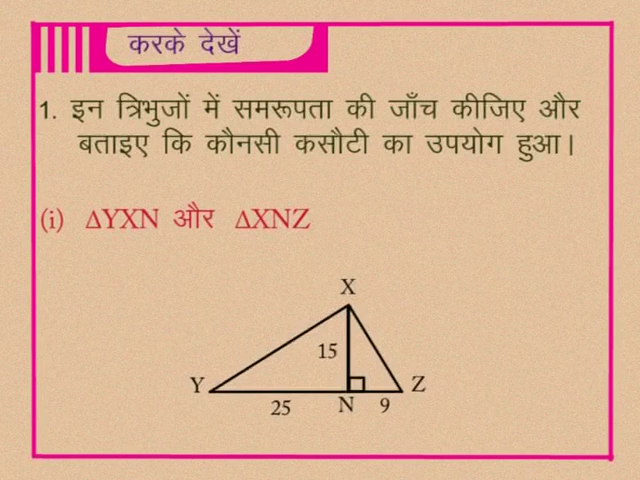 करके देखें
1. इन त्रिभुजों में समरूपता की जाँच कीजिए और
बताइए कि कौनसी कसौटी का उपयोग हुआ।
(i) ΔYXN और ΔXNZ
X
15
Y
Z
25
N
9